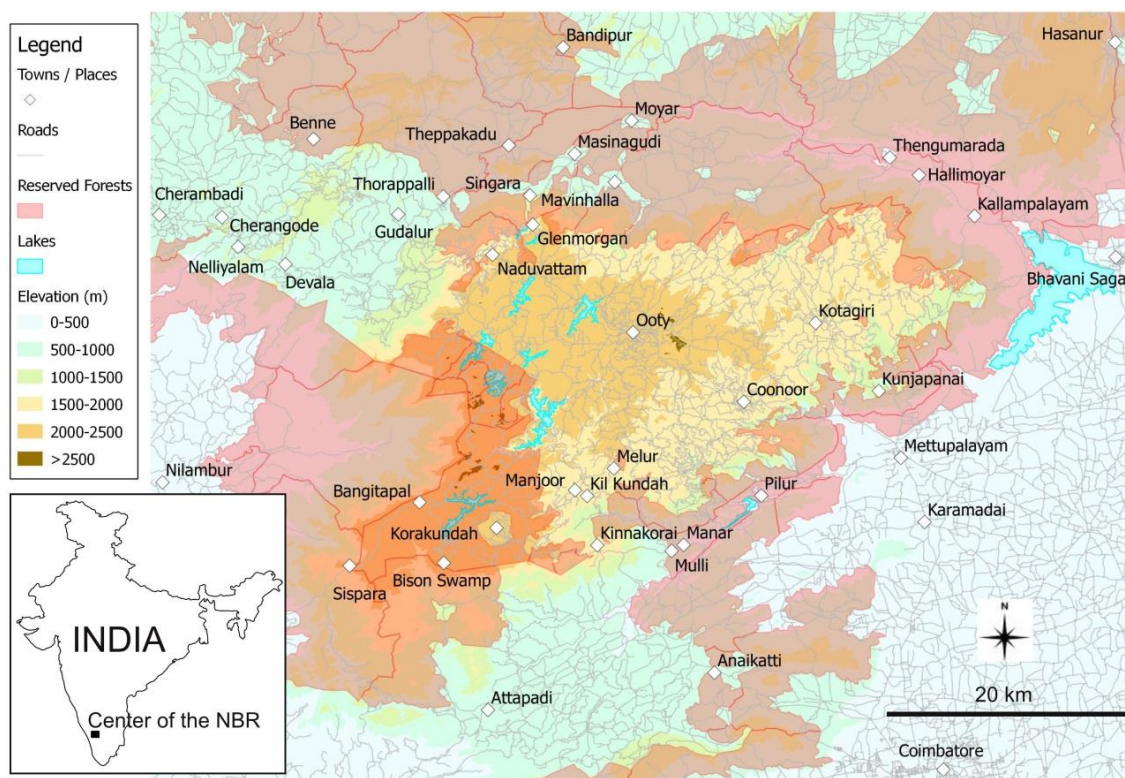 Legend
Towns / Places
Roads
Reserved Forests
Lakes
Elevation (m)
0-500
500-1000
1000-1500
1500-2000
2000-2500
>2500
Bandipur
Hasanur
Moyar
Benne
Theppakadu
Masinagudi
Thengumarada
Hallimoyar
Cherambadi
Thorappalli
Singara
Mavinhalla
Kallampalayam
Cherangode
Gudalur
Glenmorgan
Nelliyalam
Naduvattam
Devala
Bhavani Saga
Ooty
Kotagiri
Coonoor
Kunjapanai
Mettupalayam
Nilambur
Melur
Manjoor
Kil Kundah
Pilur
Bangitapal
Karamadai
Korakundah
Kinnakorai
Manar
Mulli
Sispara
Bison Swamp
N
INDIA
Anaikatti
20 km
Attapadi
Center of the NBR
Coimbatore